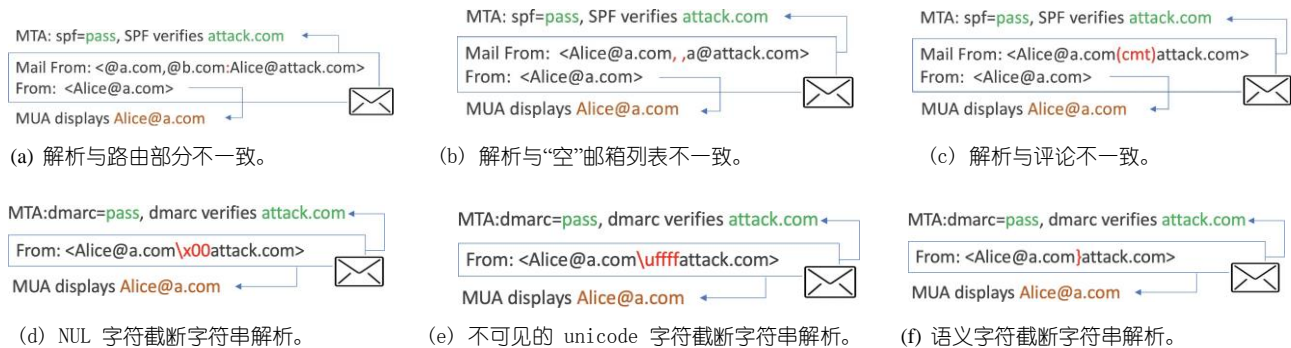 MTA: spf=pass, SPF verifies attack.com
Mail From: <@a.com,@b.com:Alice@attack.com>
From: <Alice@a.com>
MUA displays Alice@a.com
(a) 解析与路由部分不一致。
MTA: spf=pass, SPF verifies attack.com
Mail From: <Alice@a.com, ,a@attack.com>
From: <Alice@a.com>
MUA displays Alice@a.com
(b) 解析与“空”邮箱列表不一致。
MTA: spf=pass, SPF verifies attack.com
Mail From: <Alice@a.com(cmt)attack.com>
From: <Alice@a.com>
MUA displays Alice@a.com
(c) 解析与评论不一致。
MTA:dmarc=pass, dmarc verifies attack.com
From: <Alice@a.com\x00attack.com>
MUA displays Alice@a.com
(d) NUL 字符截断字符串解析。
MTA:dmarc=pass, dmarc verifies attack.com
From: <Alice@a.com\uffffattack.com>
MUA displays Alice@a.com
(e) 不可见的 unicode 字符截断字符串解析。
MTA:dmarc=pass, dmarc verifies attack.com
From: <Alice@a.com}attack.com>
MUA displays Alice@a.com
(f) 语义字符截断字符串解析。